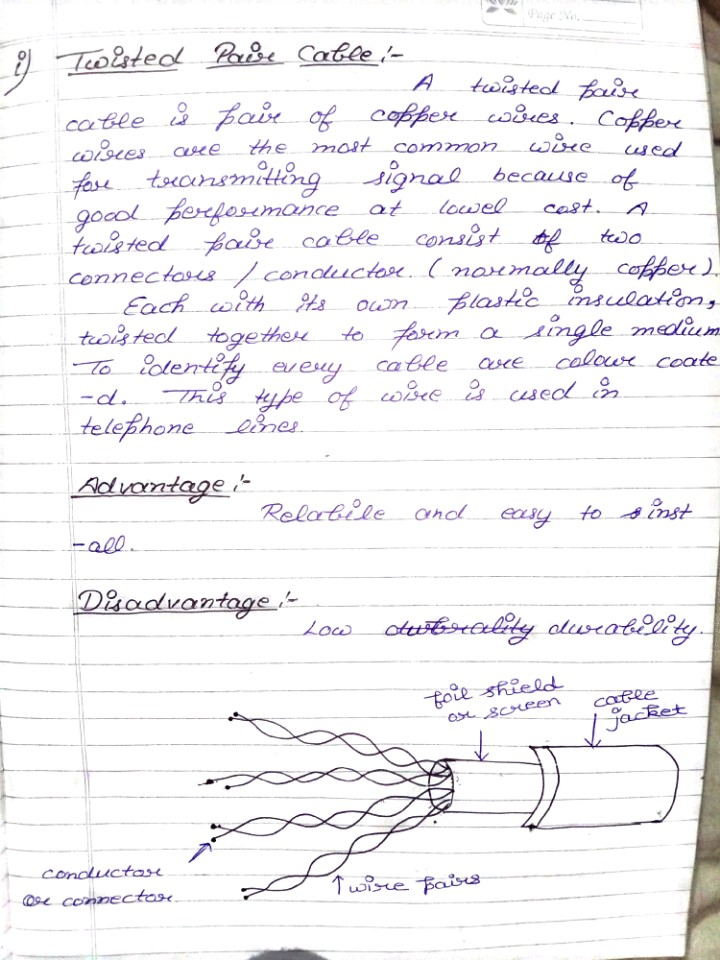 Page No.
i) Twisted Pair Cable :-
A twisted pair
cable is pair of copper wires. Copper
wires are the most common wire used
for transmitting signal because of
good performance at lowel cost. A
twisted pair cable consist of two
connectors / conductor. (normally copper).
Each with its own plastic insulation,
twisted together to form a single medium
To identify every cable are colour coate
-d. This type of wire is used in
telephone lines
Advantage :-
Relabile and easy to inst
-all.
Disadvantage :-
Low durability.
foil shield
or screen
cable
jacket
conductor
or connector
wire pairs